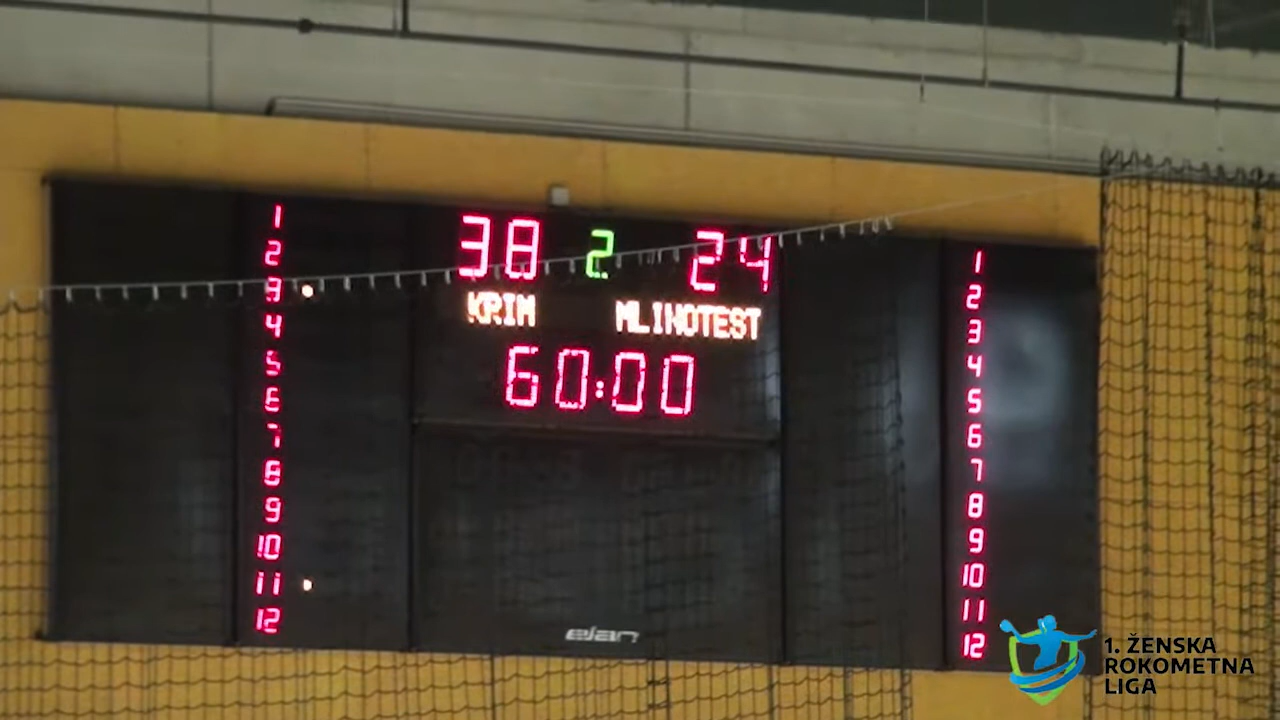 38 2 24
KRIM MLINOTEST
60:00
1 1
2 2
3 3
4 4
5 5
6 6
7 7
8 8
9 9
10 10
11 11
12 12
elan
1. ŽENSKA
ROKOMETNA
LIGA